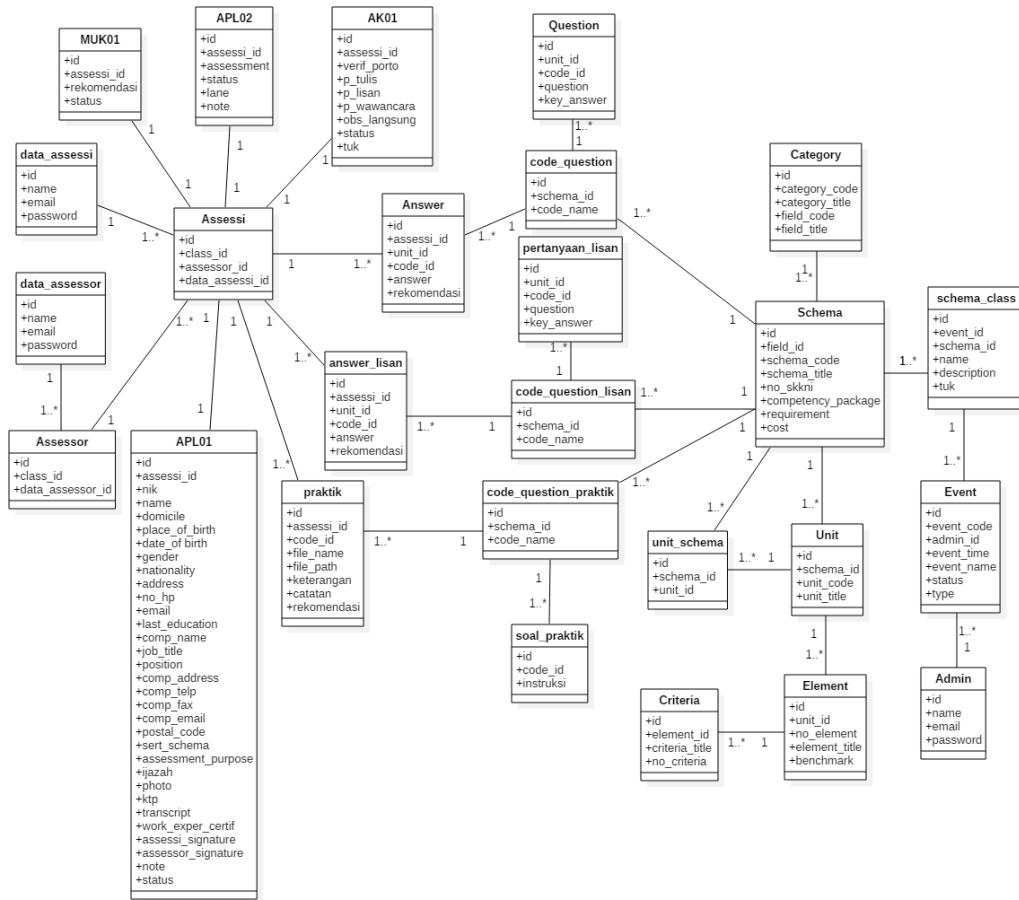 MUK01
+id
+assessi_id
+rekomendasi
+status
1
1
APL02
+id
+assessi_id
+assessment
+status
+lane
+note
1
1
AK01
+id
+assessi_id
+verif_porto
+p_tulis
+p_lisan
+p_wawancara
+obs_langsung
+status
+tuk
1
1
Question
+id
+unit_id
+code_id
+question
+key_answer
1..*
1
code_question
+id
+schema_id
+code_name
1..*
1
data_assessi
+id
+name
+email
+password
1
1..*
Assessi
+id
+class_id
+assessor_id
+data_assessi_id
1
1..*
Answer
+id
+assessi_id
+unit_id
+code_id
+answer
+rekomendasi
1..*
1
pertanyaan_lisan
+id
+unit_id
+code_id
+question
+key_answer
1..*
1
Category
+id
+category_code
+category_title
+field_code
+field_title
1
1..*
data_assessor
+id
+name
+email
+password
1
1..*
1..*
1
1
1
1
1
1..*
1..*
Schema
+id
+field_id
+schema_code
+schema_title
+no_skkni
+competency_package
+requirement
+cost
1..*
schema_class
+id
+event_id
+schema_id
+name
+description
+tuk
1
1..*
answer_lisan
+id
+assessi_id
+unit_id
+code_id
+answer
+rekomendasi
1..*
1
code_question_lisan
+id
+schema_id
+code_name
1..*
1
1
1..*
1
1
Assessor
+id
+class_id
+data_assessor_id
APL01
+id
+assessi_id
+nik
+name
+domicile
+place_of_birth
+date_of birth
+gender
+nationality
+address
+no_hp
+email
+last_education
+comp_name
+job_title
+position
+comp_address
+comp_telp
+comp_fax
+comp_email
+postal_code
+sert_schema
+assessment_purpose
+ijazah
+photo
+ktp
+transcript
+work_exper_certif
+assessi_signature
+assessor_signature
+note
+status
praktik
+id
+assessi_id
+code_id
+file_name
+file_path
+keterangan
+catatan
+rekomendasi
1..*
1
code_question_praktik
+id
+schema_id
+code_name
1
1..*
soal_praktik
+id
+code_id
+instruksi
1..*
1..*
unit_schema
+id
+schema_id
+unit_id
1..*
1
Unit
+id
+schema_id
+unit_code
+unit_title
1
1..*
Event
+id
+event_code
+admin_id
+event_time
+event_name
+status
+type
1..*
1
Criteria
+id
+element_id
+criteria_title
+no_criteria
1..*
1
Element
+id
+unit_id
+no_element
+element_title
+benchmark
Admin
+id
+name
+email
+password